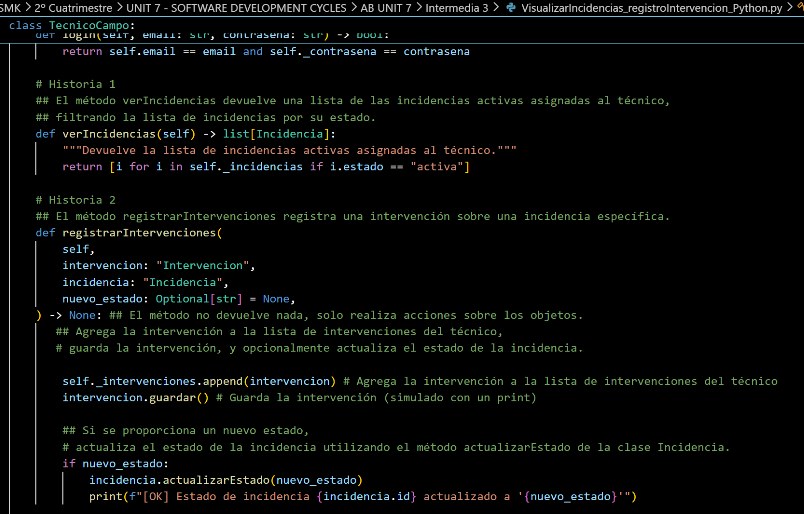 SMK > 2º Cuatrimestre > UNIT 7 - SOFTWARE DEVELOPMENT CYCLES > AB UNIT 7 > Intermedia 3 > VisualizarIncidencias_registroIntervencion_Python.py >
class TecnicoCampo:
def login(self, email: str, contrasena: str) -> bool:
return self.email == email and self._contrasena == contrasena
# Historia 1
## El método verIncidencias devuelve una lista de las incidencias activas asignadas al técnico,
## filtrando la lista de incidencias por su estado.
def verIncidencias(self) -> list[Incidencia]:
"""Devuelve la lista de incidencias activas asignadas al técnico."""
return [i for i in self._incidencias if i.estado == "activa"]
# Historia 2
## El método registrarIntervenciones registra una intervención sobre una incidencia específica.
def registrarIntervenciones(
self,
intervencion: "Intervencion",
incidencia: "Incidencia",
nuevo_estado: Optional[str] = None,
) -> None: ## El método no devuelve nada, solo realiza acciones sobre los objetos.
## Agrega la intervención a la lista de intervenciones del técnico,
# guarda la intervención, y opcionalmente actualiza el estado de la incidencia.
self._intervenciones.append(intervencion) # Agrega la intervención a la lista de intervenciones del técnico
intervencion.guardar() # Guarda la intervención (simulado con un print)
## Si se proporciona un nuevo estado,
# actualiza el estado de la incidencia utilizando el método actualizarEstado de la clase Incidencia.
if nuevo_estado:
incidencia.actualizarEstado(nuevo_estado)
print(f"[OK] Estado de incidencia {incidencia.id} actualizado a '{nuevo_estado}'")